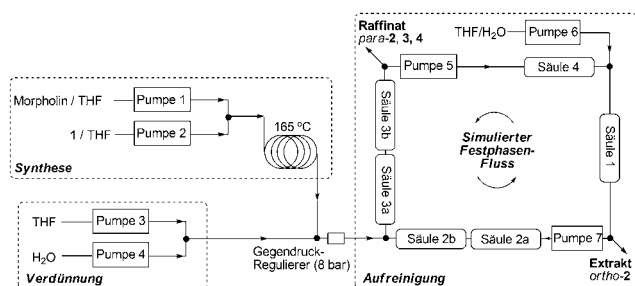 Morpholin / THF
Pumpe 1
1 / THF
Pumpe 2
165 °C
Synthese
THF
Pumpe 3
H₂O
Pumpe 4
Verdünnung
Gegendruck-
Regulierer (8 bar)
Raffinat
para-2, 3, 4
Pumpe 5
THF/H₂O
Pumpe 6
Säule 4
Säule 3b
Säule 3a
Simulierter
Festphasen-
Fluss
Säule 1
Säule 2b
Säule 2a
Pumpe 7
Extrakt
ortho-2
Aufreinigung